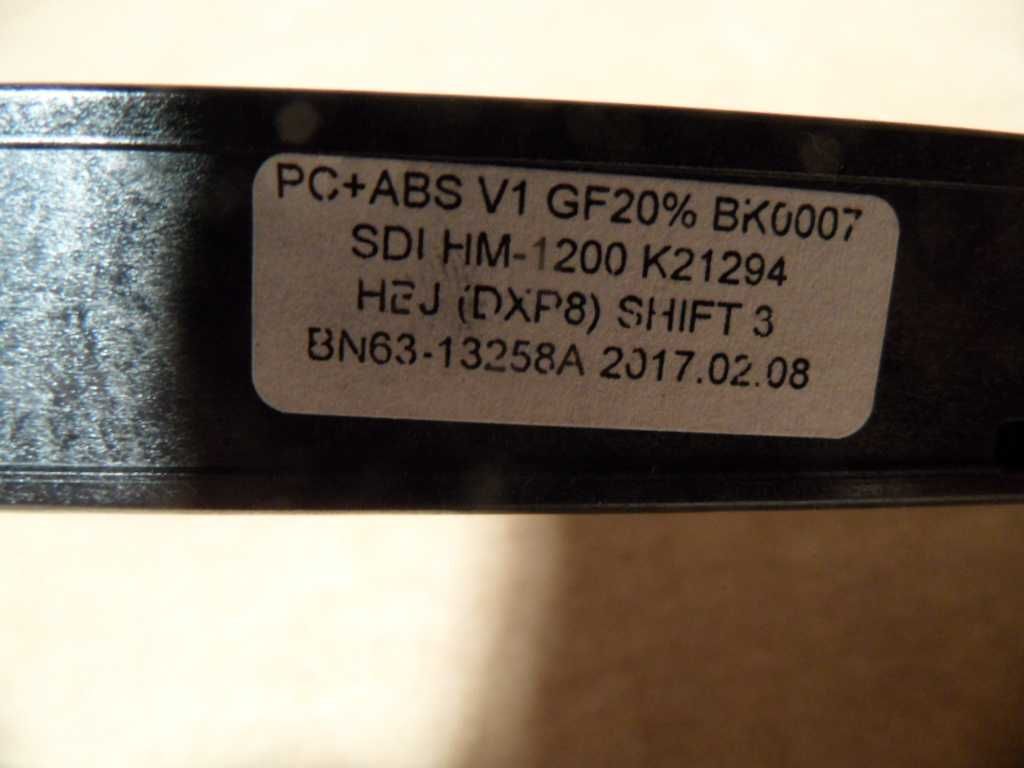 PC+ABS V1 GF20% BK0007
SDI HM-1200 K21294
HEJ (DXP8) SHIFT 3
BN63-13258A 2017.02.08